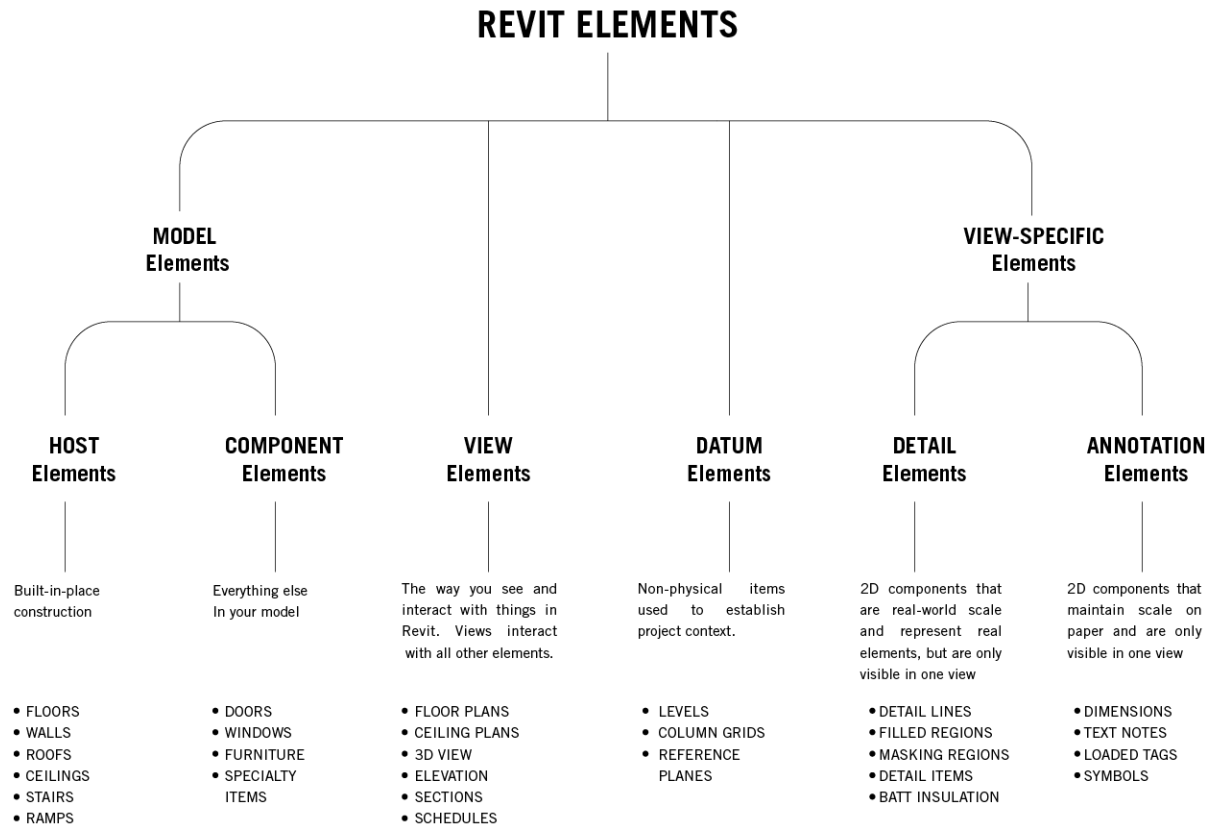 REVIT ELEMENTS
MODEL
Elements
VIEW-SPECIFIC
Elements
HOST
Elements
COMPONENT
Elements
VIEW
Elements
DATUM
Elements
DETAIL
Elements
ANNOTATION
Elements
Built-in-place
construction
Everything else
In your model
The way you see and
interact with things in
Revit. Views interact
with all other elements.
Non-physical items
used to establish
project context.
2D components that
are real-world scale
and represent real
elements, but are only
visible in one view
2D components that
maintain scale on
paper and are only
visible in one view
• FLOORS
• WALLS
• ROOFS
• CEILINGS
• STAIRS
• RAMPS
• DOORS
• WINDOWS
• FURNITURE
• SPECIALTY
ITEMS
• FLOOR PLANS
• CEILING PLANS
• 3D VIEW
• ELEVATION
• SECTIONS
• SCHEDULES
• LEVELS
• COLUMN GRIDS
• REFERENCE
PLANES
• DETAIL LINES
• FILLED REGIONS
• MASKING REGIONS
• DETAIL ITEMS
• BATT INSULATION
• DIMENSIONS
• TEXT NOTES
• LOADED TAGS
• SYMBOLS